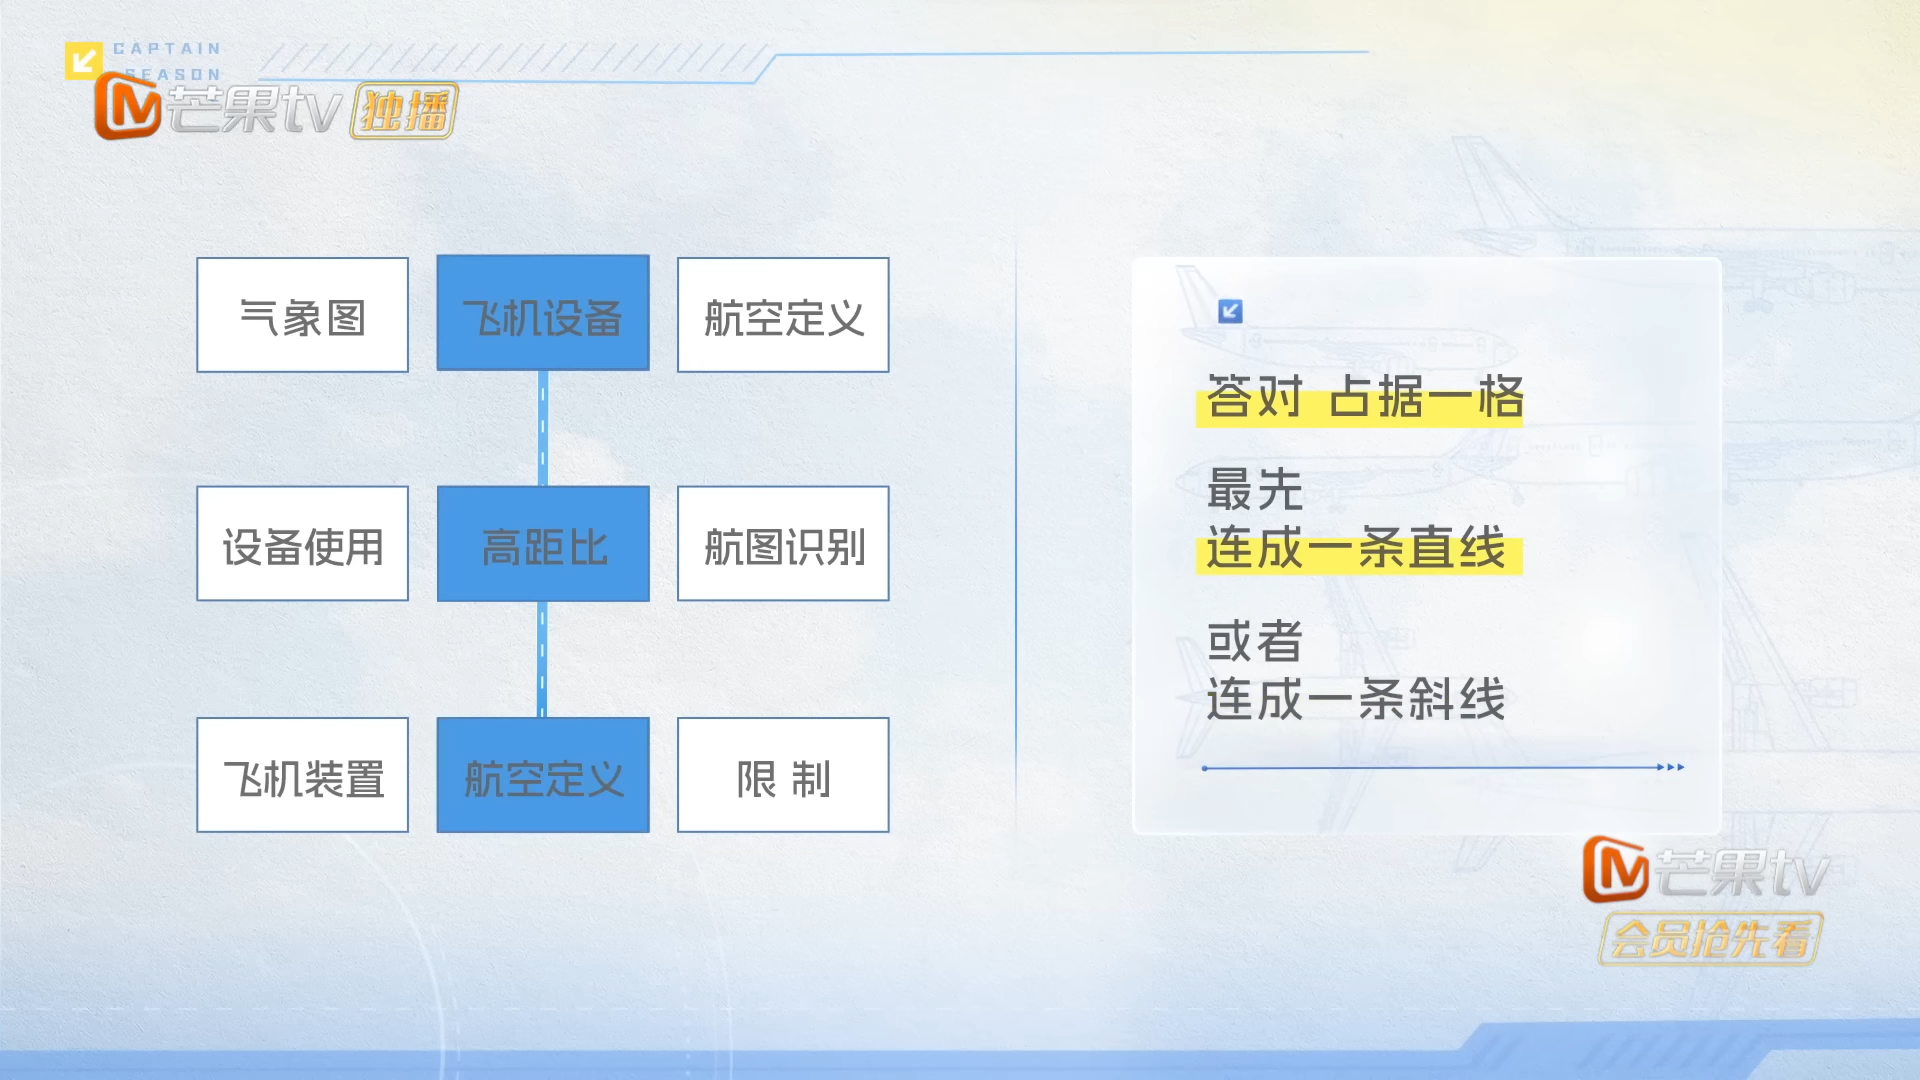 CAPTAIN
SEASON
芒果tv 独播
气象图 飞机设备 航空定义
设备使用 高距比 航图识别
飞机装置 航空定义 限制
答对 占据一格
最先
连成一条直线
或者
连成一条斜线
芒果tv
会员抢先看